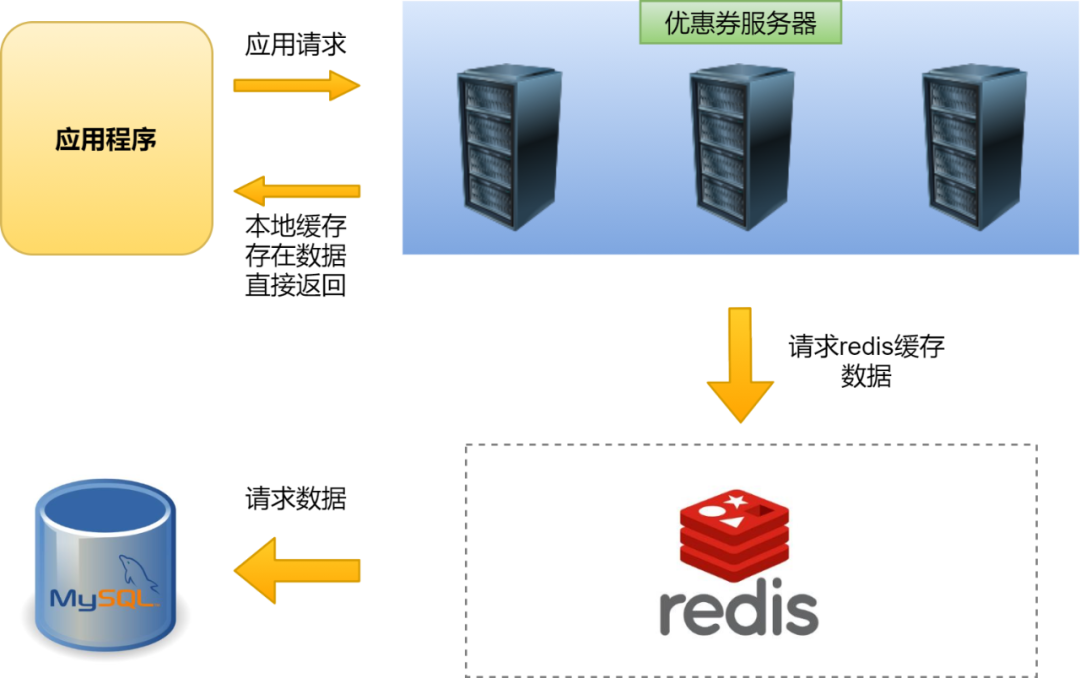 优惠券服务器
应用请求
应用程序
本地缓存
存在数据
直接返回
请求redis缓存
数据
请求数据
MySQL
redis